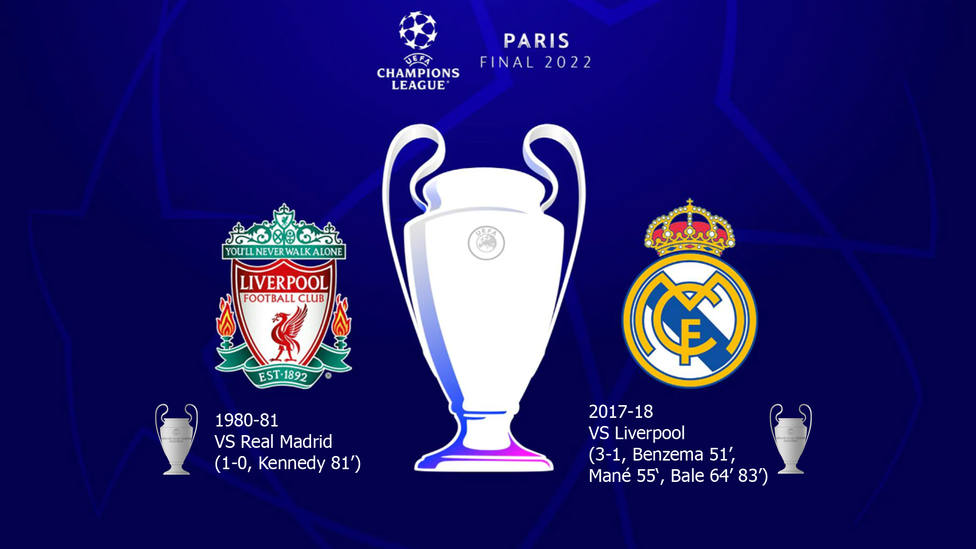 UEFA
CHAMPIONS
LEAGUE®
PARIS
FINAL 2022
UEFA
YOU'LL NEVER WALK ALONE
LIVERPOOL
FOOTBALL CLUB
EST·1892
®
1980-81
VS Real Madrid
(1-0, Kennedy 81’)
2017-18
VS Liverpool
(3-1, Benzema 51’,
Mané 55‘, Bale 64’ 83’)